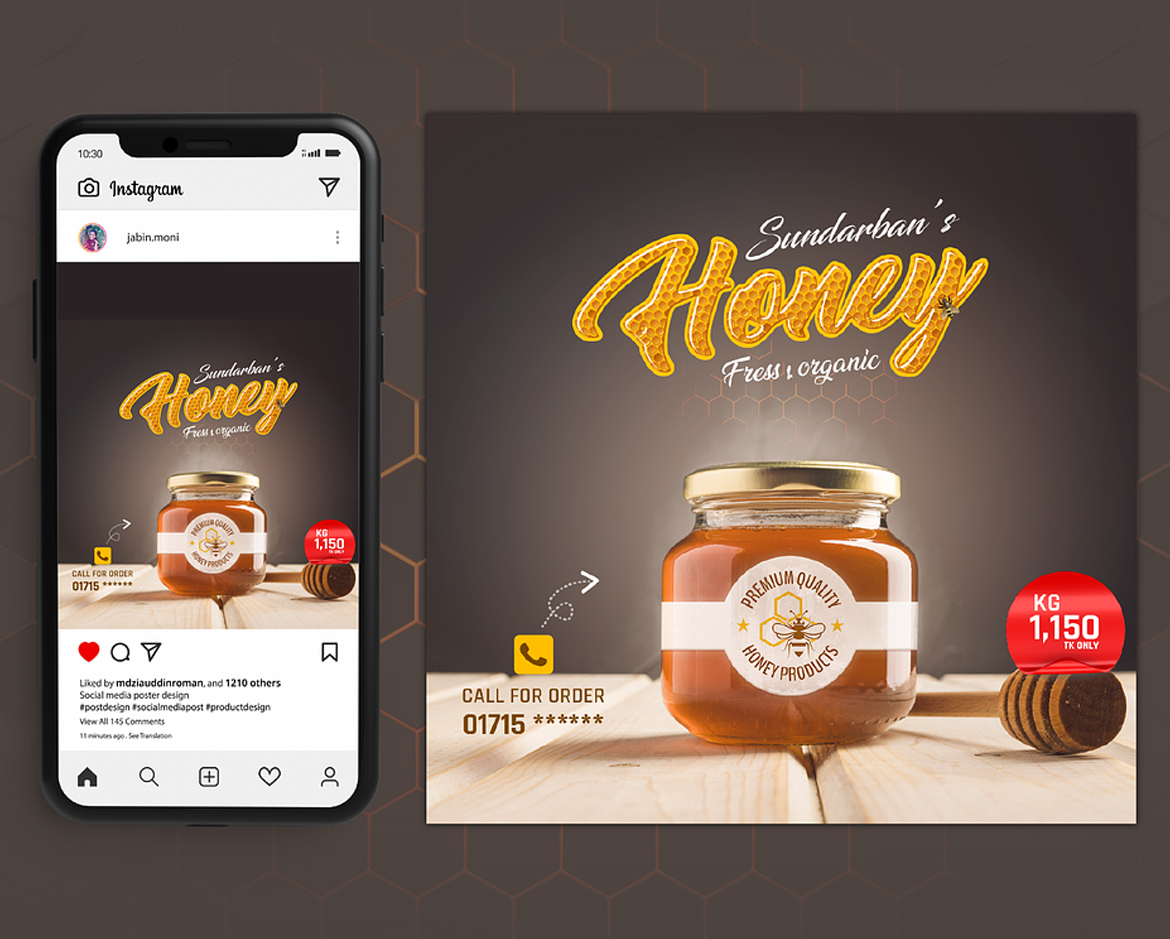 10:30
Instagram
jabin.moni
Sundarban's
Honey
Fress & organic
PREMIUM QUALITY
HONEY PRODUCTS
KG
1,150
TK ONLY
CALL FOR ORDER
01715 ******
Liked by mdziauddinroman, and 1210 others
Social media poster design
#postdesign #socialmediapost #productdesign
View All 145 Comments
11 minutes ago . See Translation
Sundarban's
Honey
Fress & organic
PREMIUM QUALITY
HONEY PRODUCTS
KG
1,150
TK ONLY
CALL FOR ORDER
01715 ******